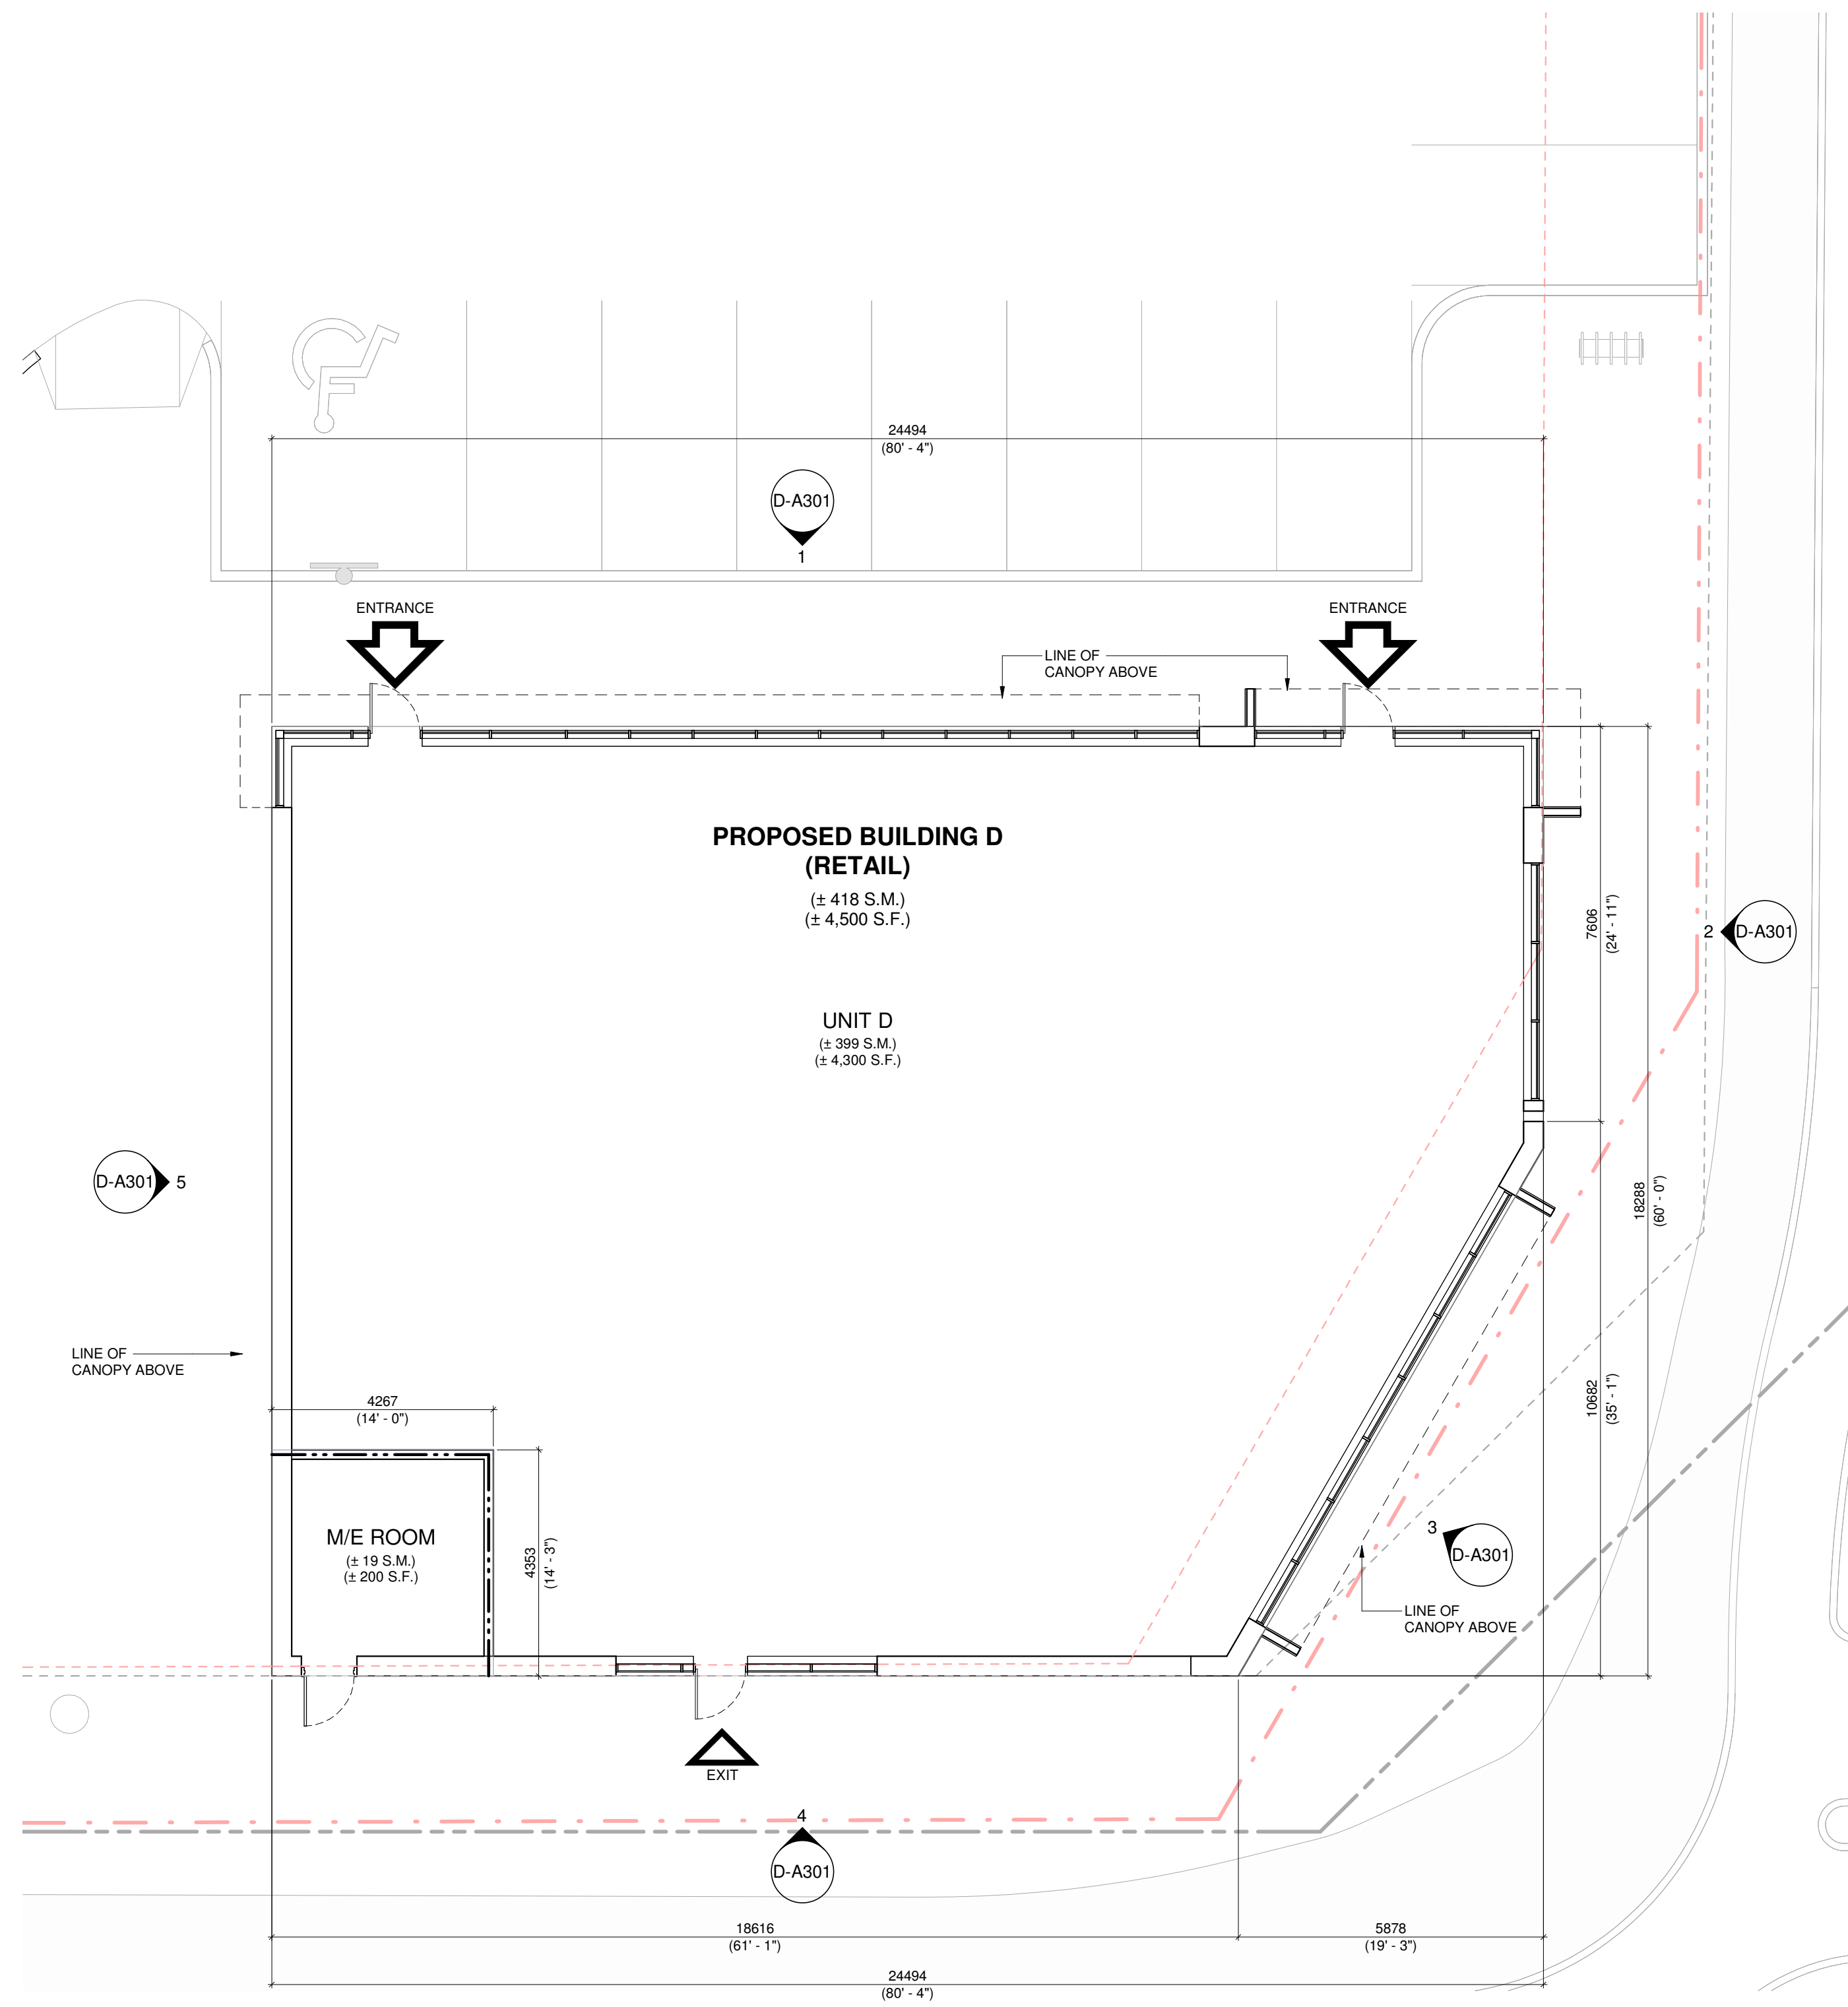 24494
(80' - 4")
D-A301
1
ENTRANCE
ENTRANCE
LINE OF
CANOPY ABOVE
PROPOSED BUILDING D
(RETAIL)
(± 418 S.M.)
(± 4,500 S.F.)
7606
(24' - 11")
2
D-A301
UNIT D
(± 399 S.M.)
(± 4,300 S.F.)
D-A301
5
18288
(60' - 0")
LINE OF
CANOPY ABOVE
4267
(14' - 0")
10682
(35' - 1")
M/E ROOM
(± 19 S.M.)
(± 200 S.F.)
4353
(14' - 3")
3
D-A301
LINE OF
CANOPY ABOVE
EXIT
4
D-A301
18616
(61' - 1")
5878
(19' - 3")
24494
(80' - 4")